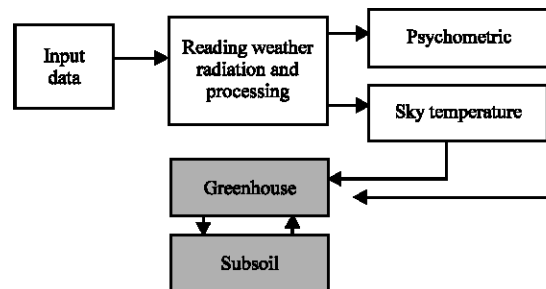 Input
data
Reading weather
radiation and
processing
Psychometric
Sky temperature
Greenhouse
Subsoil